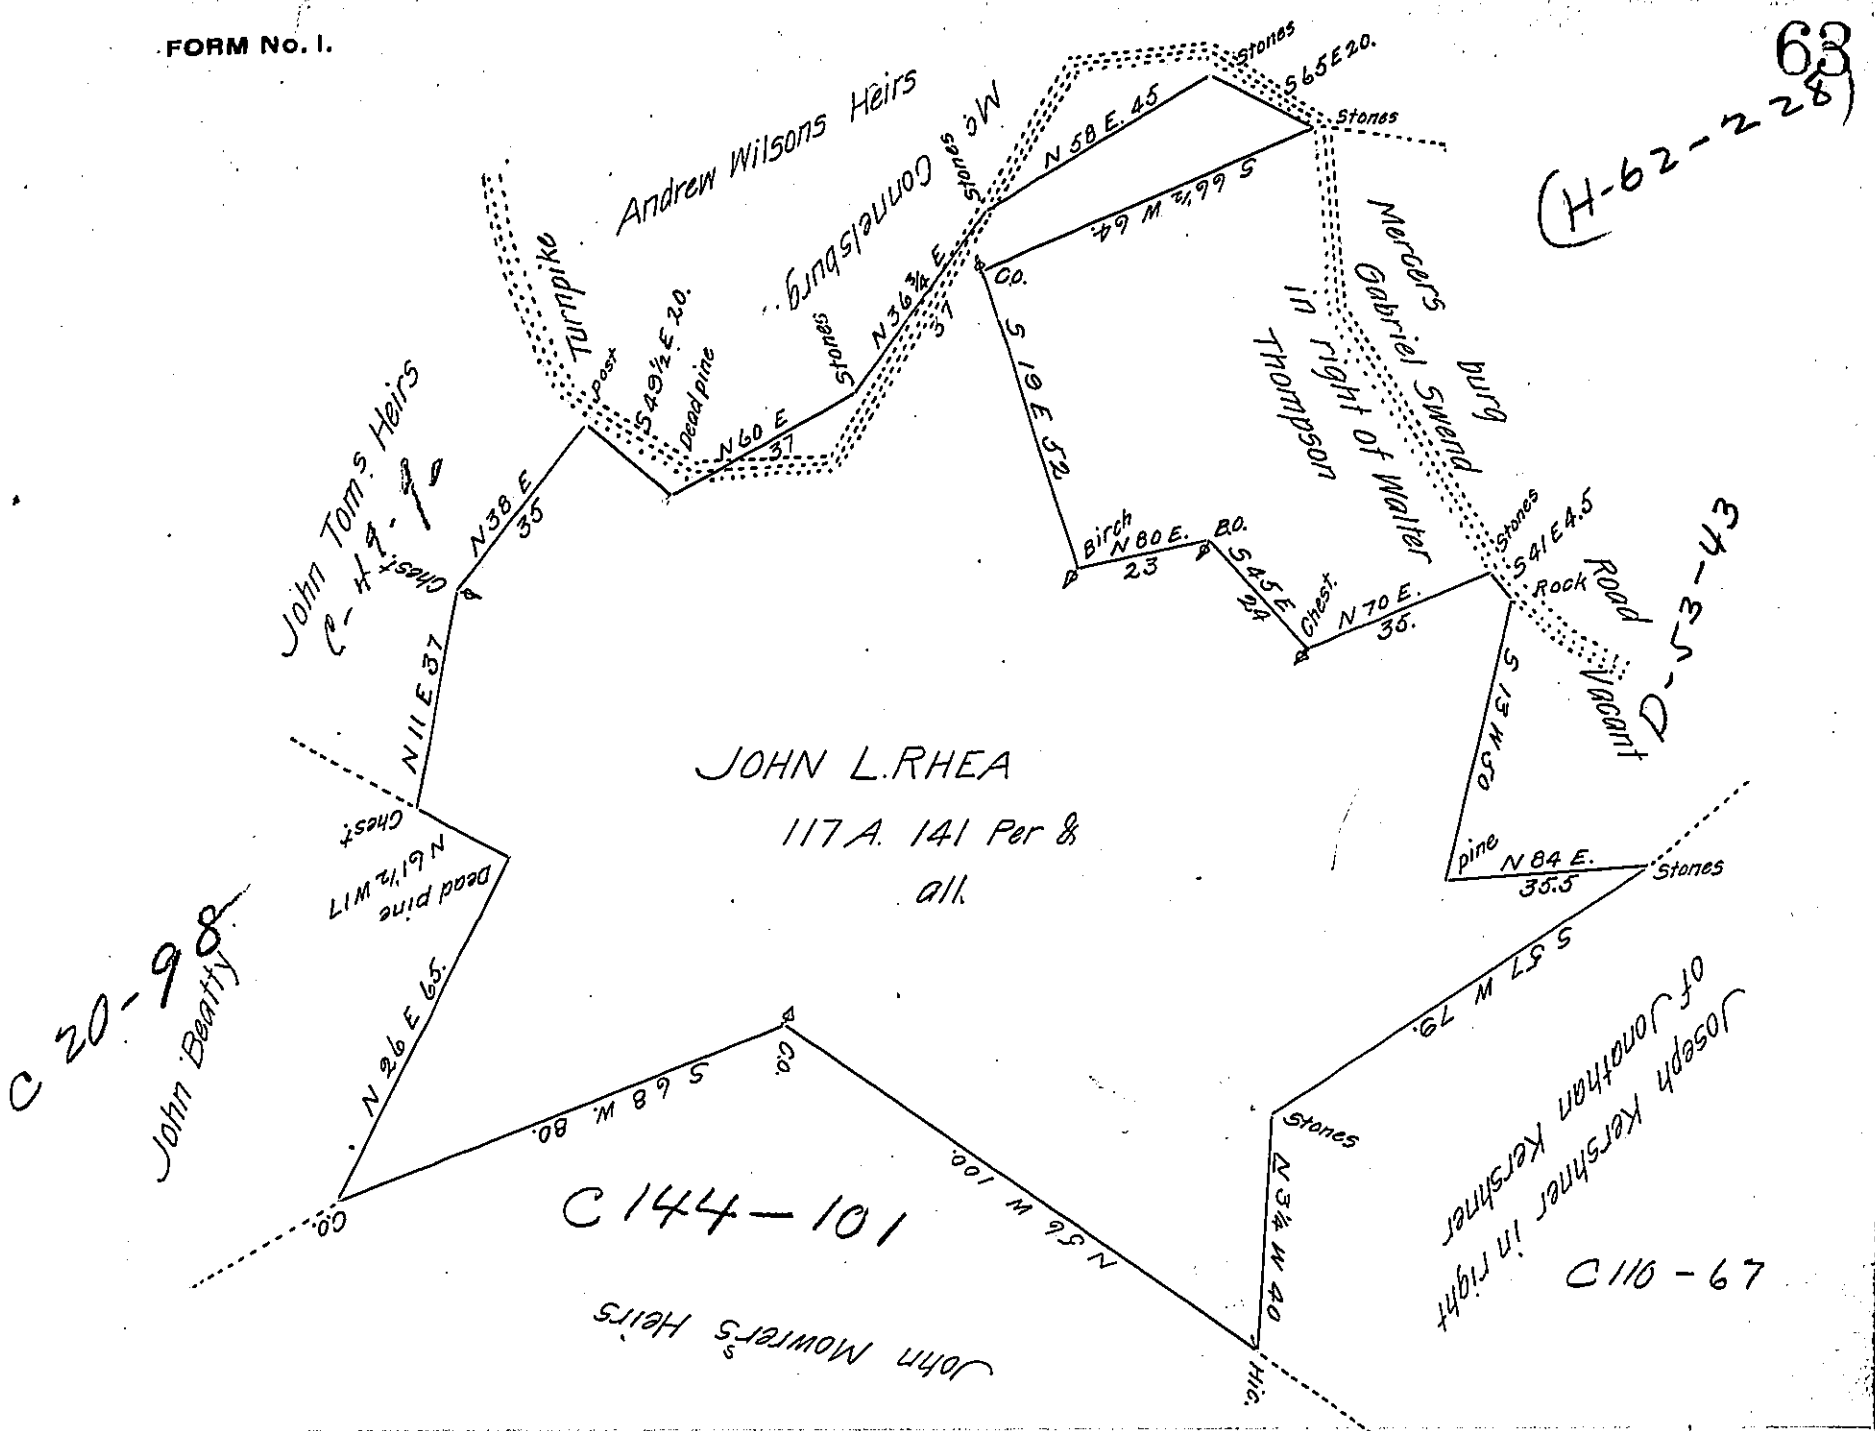 FORM No. 1.
63
(H-62-228)
Stones
S 65 E 20.
Stones
N 58 E. 45
S 66½ W 64.
Andrew Wilsons Heirs
Mc Connelsburg..
Stones
Turnpike
Post
S 49½ E 20.
Dead pine
N 60 E
37
Stones
N 36¾ E
37
C.O.
S 19 E 52
Mercers
burg
Gabriel Swend
in right of Walter
Thompson
Birch
N 80 E.
23
B.O.
S 45 E
24
Chest.
N 70 E.
35.
Stones
S 41 E 4.5
Rock
Road
Vacant
D-53-43
John Tom's Heirs
C-49-9
Chest
N 38 E
35
N 11 E 37
Chest
N 61½ W 17
Dead pine
JOHN L. RHEA
117 A. 141 Per &
all.
S 13 W 50
pine
N 84 E.
35.5
Stones
S 57 W 79.
C 20-98
John Beatty
N 26 E 65.
C.O.
S 68 W. 80.
C.O.
N 56 W 100.
Stones
N 3¼ W 40
Hic.
Joseph Kershner in right
of Jonathan Kershner
C 110-67
C 144-101
John Mowrer's Heirs